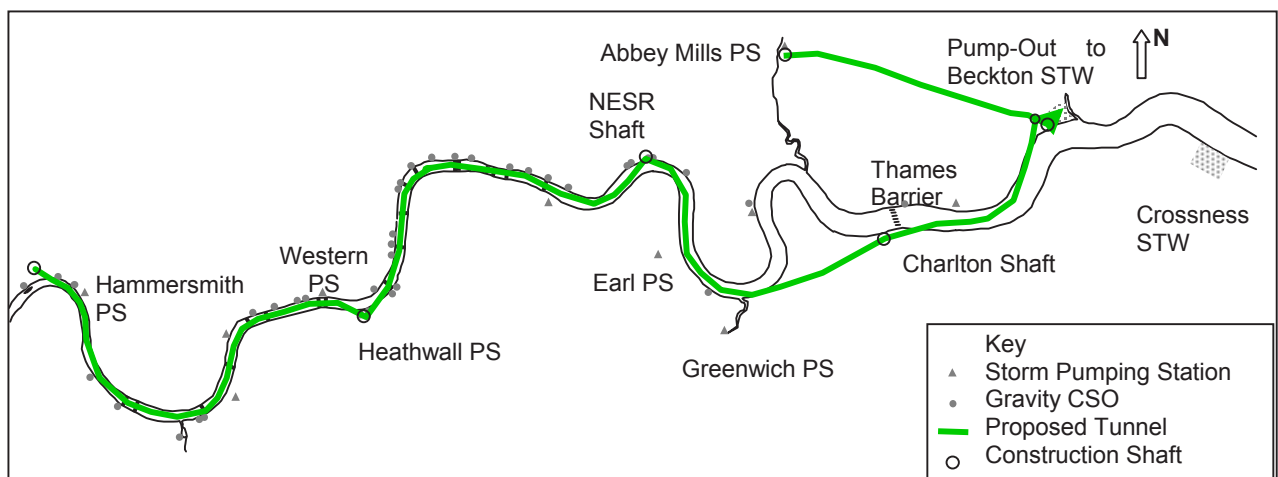 Abbey Mills PS
Pump-Out to
Beckton STW
N
NESR
Shaft
Thames
Barrier
Crossness
STW
Western
PS
Hammersmith
PS
Earl PS
Charlton Shaft
Heathwall PS
Greenwich PS
Key
Storm Pumping Station
Gravity CSO
Proposed Tunnel
Construction Shaft